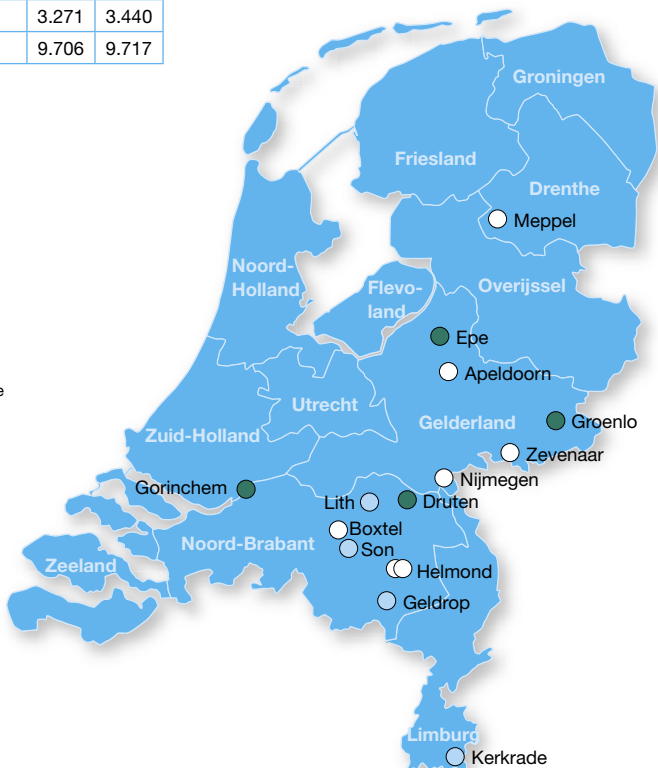 3.271 3.440
9.706 9.717
Groningen
Friesland
Drenthe
Meppel
Noord-
Holland
Flevo-
land
Overijssel
Epe
Apeldoorn
e
Utrecht
Gelderland
Groenlo
Zuid-Holland
Zevenaar
Nijmegen
Gorinchem
Lith
Druten
Boxtel
Noord-Brabant
Son
Zeeland
Helmond
Geldrop
Limburg
Kerkrade